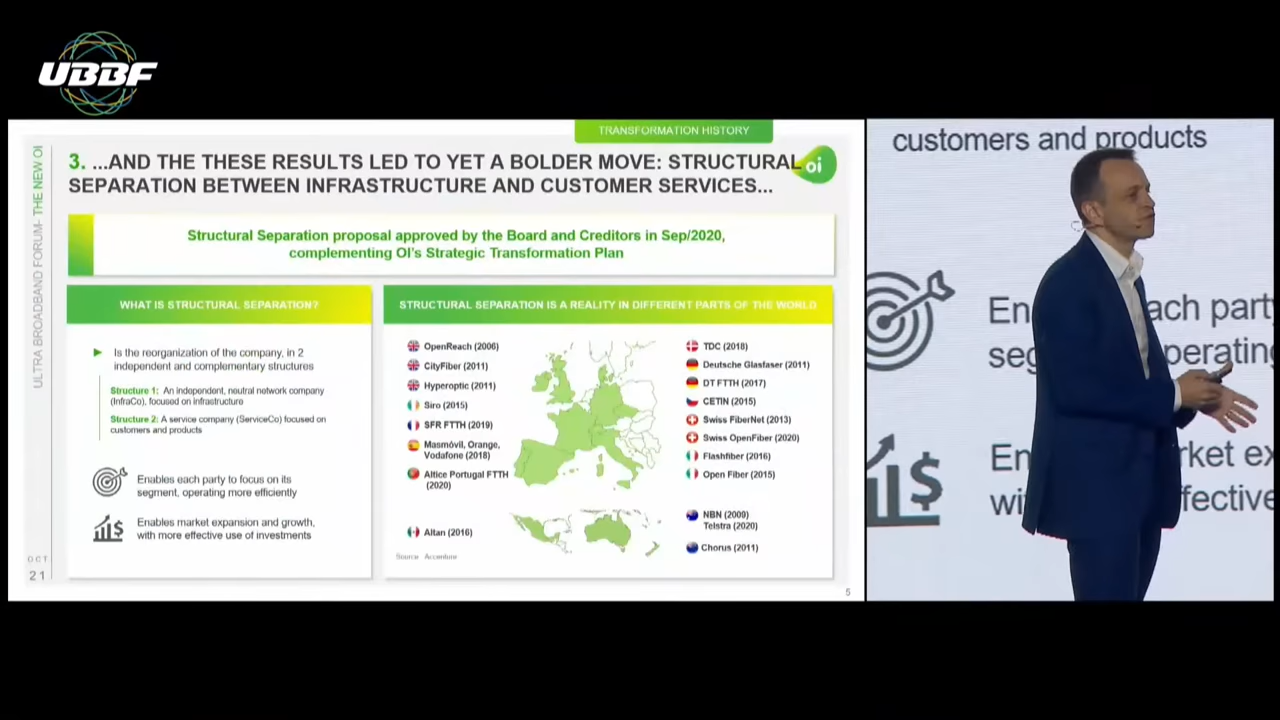 UBBF
TRANSFORMATION HISTORY
3. ...AND THE THESE RESULTS LED TO YET A BOLDER MOVE: STRUCTURAL
SEPARATION BETWEEN INFRASTRUCTURE AND CUSTOMER SERVICES...
oi
ULTRA BROADBAND FORUM- THE NEW OI
Structural Separation proposal approved by the Board and Creditors in Sep/2020,
complementing OI's Strategic Transformation Plan
WHAT IS STRUCTURAL SEPARATION?
Is the reorganization of the company, in 2
independent and complementary structures
Structure 1: An independent, neutral network company
(InfraCo), focused on infrastructure
Structure 2: A service company (ServiceCo) focused on
customers and products
Enables each party to focus on its
segment, operating more efficiently
Enables market expansion and growth,
with more effective use of investments
STRUCTURAL SEPARATION IS A REALITY IN DIFFERENT PARTS OF THE WORLD
OpenReach (2006)
CityFiber (2011)
Hyperoptic (2011)
Siro (2015)
SFR FTTH (2019)
Masmóvil, Orange,
Vodafone (2018)
Altice Portugal FTTH
(2020)
Altan (2016)
TDC (2018)
Deutsche Glasfaser (2011)
DT FTTH (2017)
CETIN (2015)
Swiss FiberNet (2013)
Swiss OpenFiber (2020)
Flashfiber (2016)
Open Fiber (2015)
NBN (2009)
Telstra (2020)
Chorus (2011)
Source: Accenture
OCT
21
5
customers and products
En ach party
seg perating
$
En rket ex
wi ffective